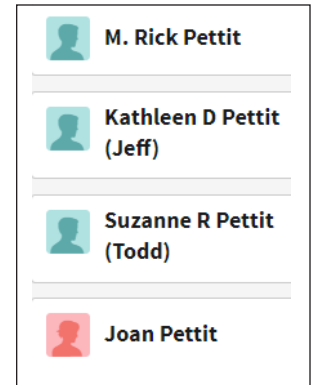 M. Rick Pettit
Kathleen D Pettit
(Jeff)
Suzanne R Pettit
(Todd)
Joan Pettit